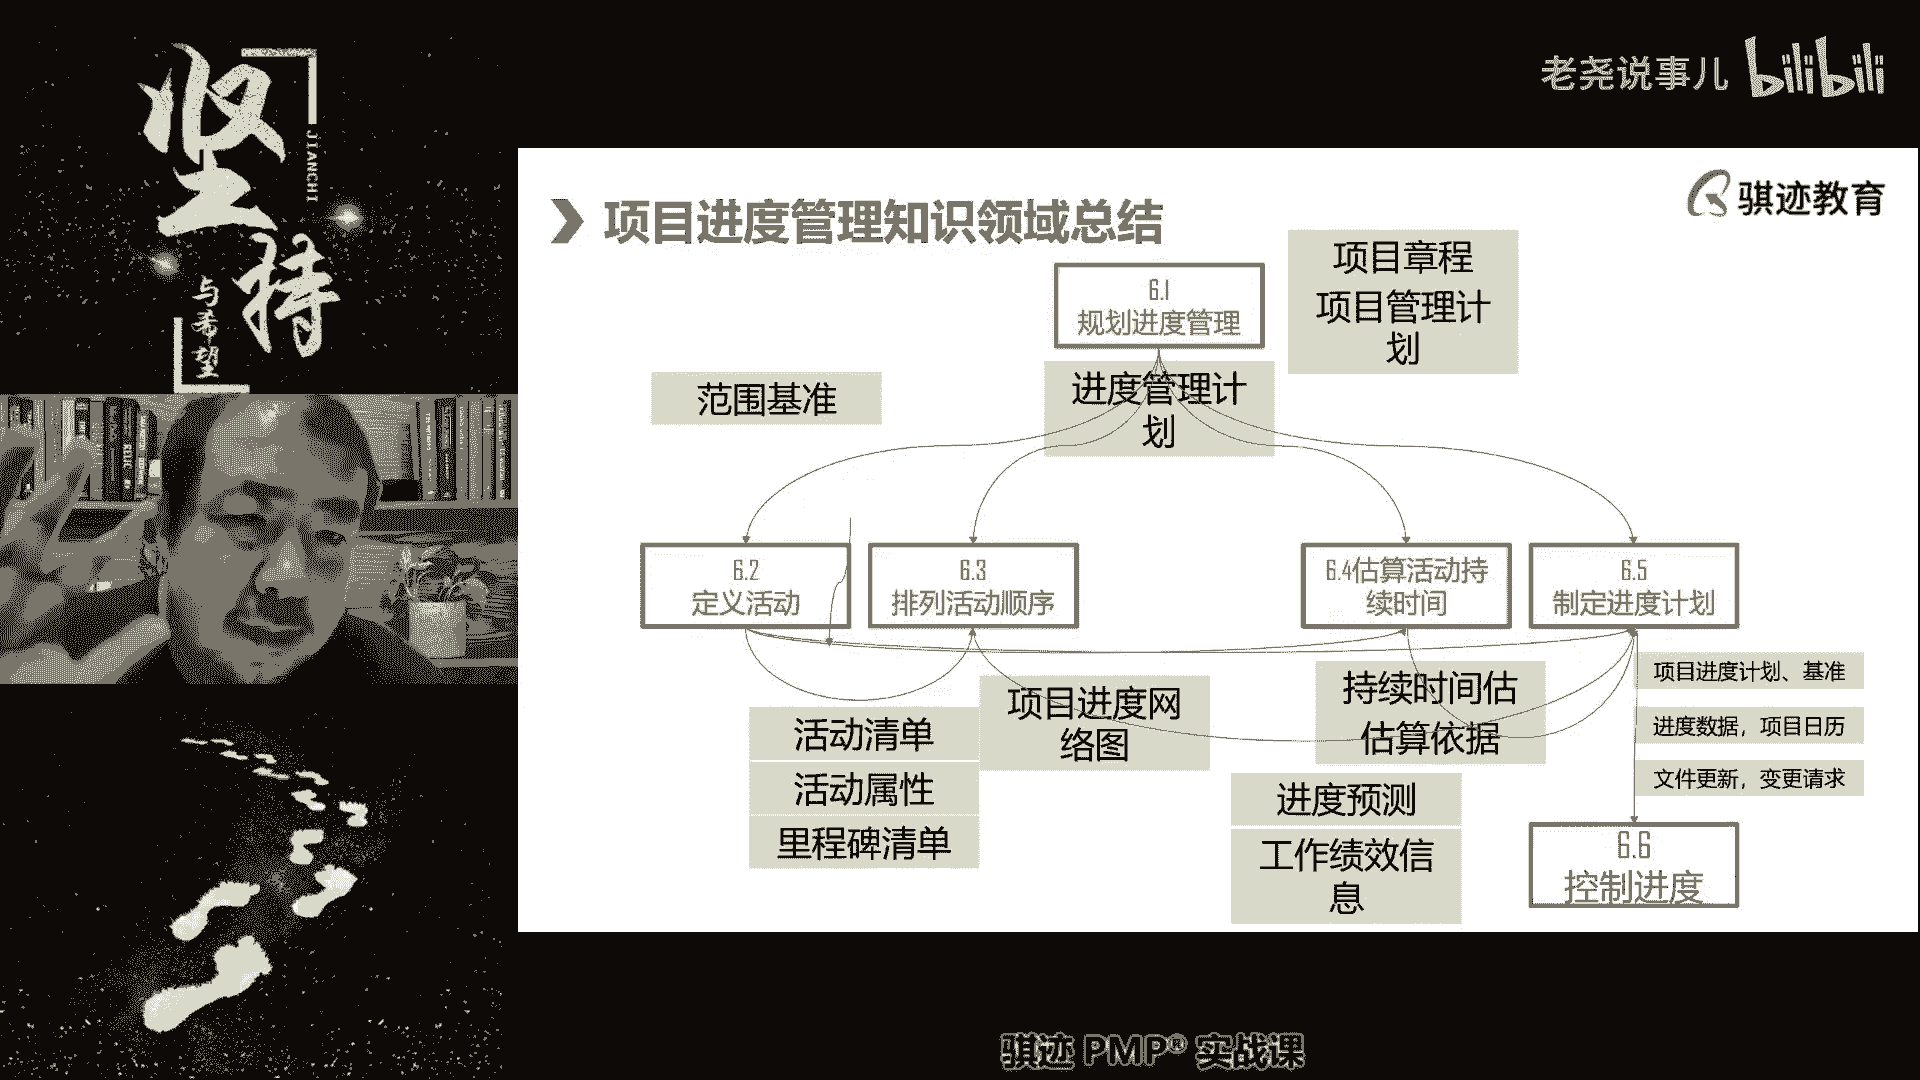 坚持
JIANCHI
与希望
老尧说事儿 bilibili
骐迹教育
项目进度管理知识领域总结
项目章程
项目管理计
划
6.1
规划进度管理
范围基准
进度管理计
划
6.2
定义活动
6.3
排列活动顺序
6.4估算活动持
续时间
6.5
制定进度计划
活动清单
活动属性
里程碑清单
项目进度网
络图
持续时间估
估算依据
进度预测
工作绩效信
息
项目进度计划、基准
进度数据，项目日历
文件更新，变更请求
6.6
控制进度
骐迹 PMP® 实战课